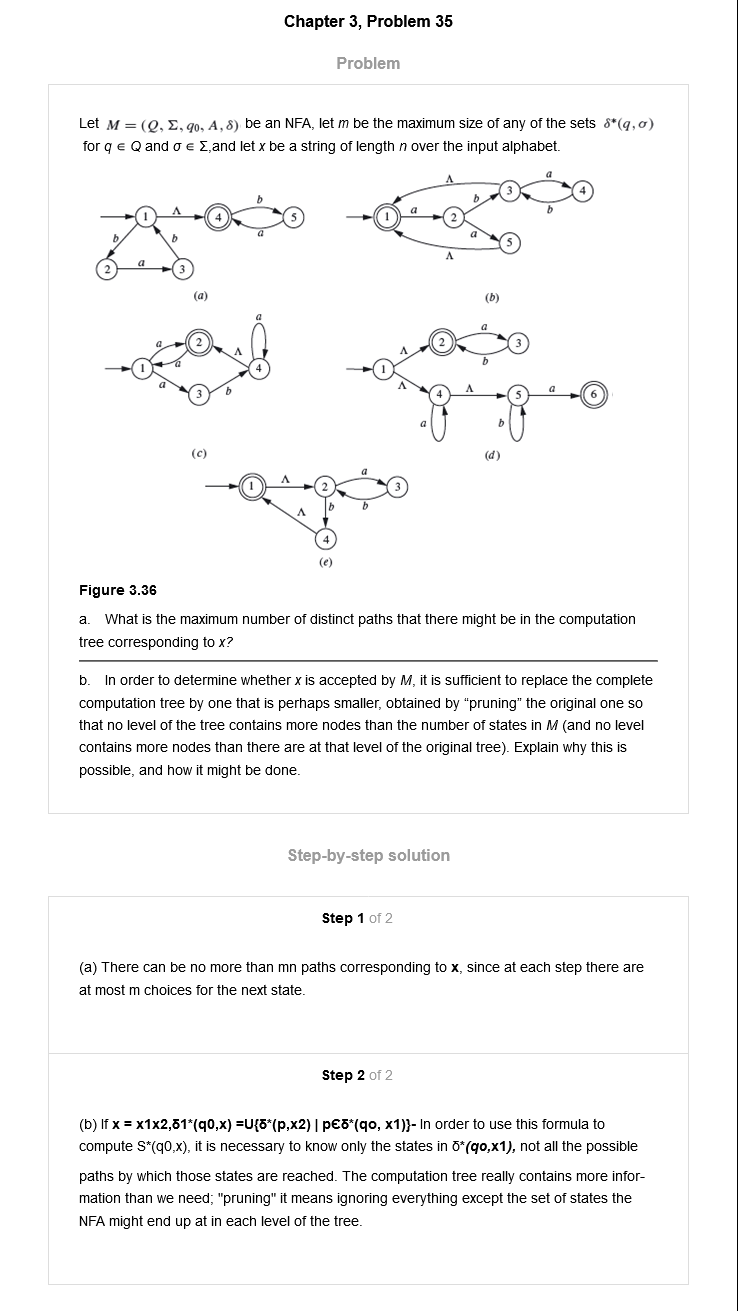 Chapter 3, Problem 35
Problem
Let M = (Q, Σ, q₀, A, δ) be an NFA, let m be the maximum size of any of the sets δ*(q, σ)
for q ∈ Q and σ ∈ Σ,and let x be a string of length n over the input alphabet.
1 Λ 4 b 5 a
b b 2 a 3
(a)
1 a 2 b 3 a 4 b Λ
a 5 Λ
(b)
1 a 2 a Λ a 4
a 3 b
(c)
1 Λ 2 a 3 b
Λ 4 Λ 5 a 6
a b
(d)
1 Λ 2 a 3 b
Λ b 4
(e)
Figure 3.36
a. What is the maximum number of distinct paths that there might be in the computation
tree corresponding to x?
b. In order to determine whether x is accepted by M, it is sufficient to replace the complete
computation tree by one that is perhaps smaller, obtained by “pruning” the original one so
that no level of the tree contains more nodes than the number of states in M (and no level
contains more nodes than there are at that level of the original tree). Explain why this is
possible, and how it might be done.
Step-by-step solution
Step 1 of 2
(a) There can be no more than mn paths corresponding to x, since at each step there are
at most m choices for the next state.
Step 2 of 2
(b) If x = x1x2,δ1*(q0,x) =U{δ*(p,x2) | pЄδ*(qo, x1)}- In order to use this formula to
compute S*(q0,x), it is necessary to know only the states in δ*(qo,x1), not all the possible
paths by which those states are reached. The computation tree really contains more infor-
mation than we need; "pruning" it means ignoring everything except the set of states the
NFA might end up at in each level of the tree.